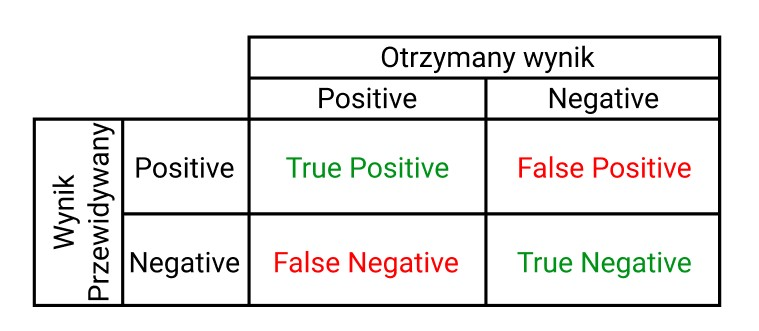 Otrzymany wynik
Positive Negative
Wynik
Przewidywany
Positive True Positive False Positive
Negative False Negative True Negative